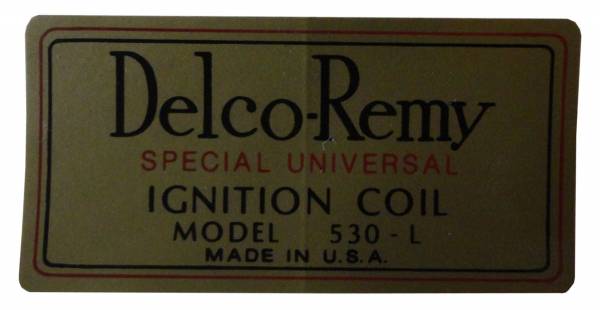 Delco-Remy
SPECIAL UNIVERSAL
IGNITION COIL
MODEL 530-L
MADE IN U.S.A.